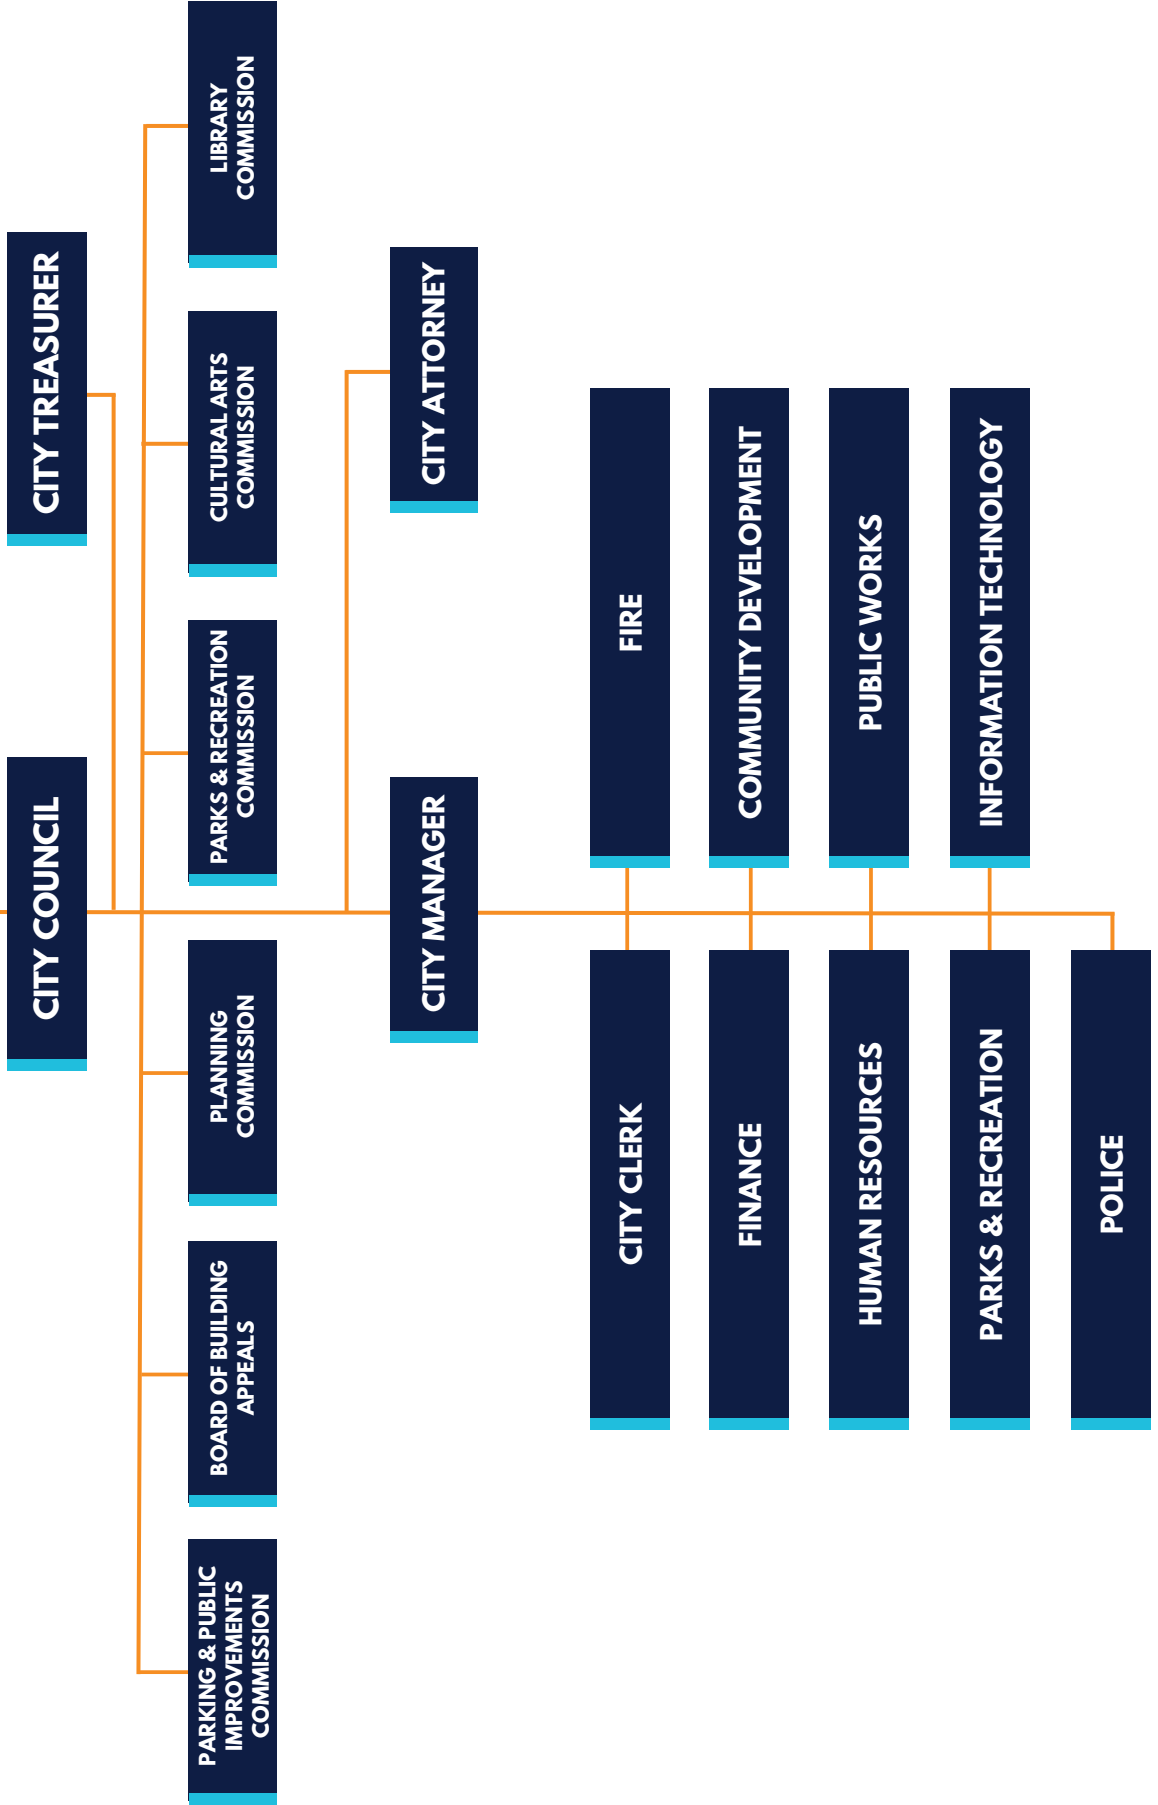 CITY COUNCIL
CITY TREASURER
PARKING & PUBLIC
IMPROVEMENTS
COMMISSION
BOARD OF BUILDING
APPEALS
PLANNING
COMMISSION
PARKS & RECREATION
COMMISSION
CULTURAL ARTS
COMMISSION
LIBRARY
COMMISSION
CITY MANAGER
CITY ATTORNEY
CITY CLERK
FIRE
FINANCE
COMMUNITY DEVELOPMENT
HUMAN RESOURCES
PUBLIC WORKS
PARKS & RECREATION
INFORMATION TECHNOLOGY
POLICE